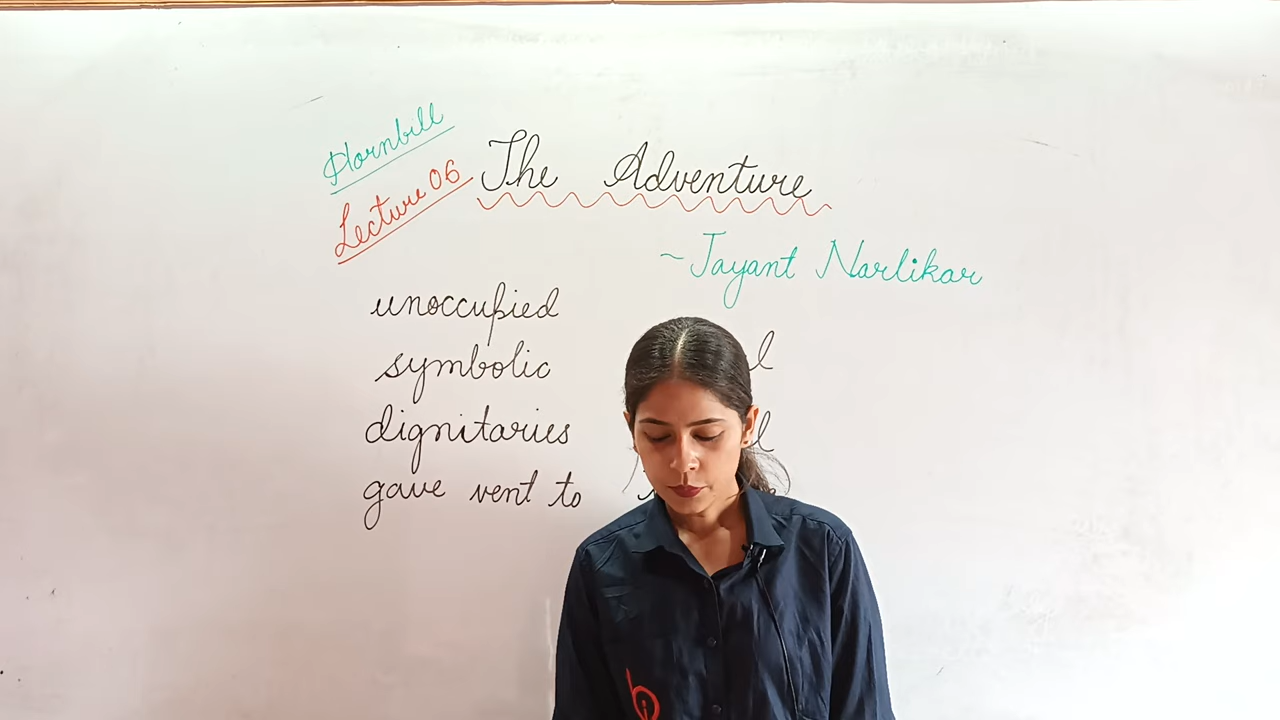 Hornbill
Lecture 06
The Adventure
~Jayant Narlikar
unoccupied
symbolic
dignitaries
gave vent to